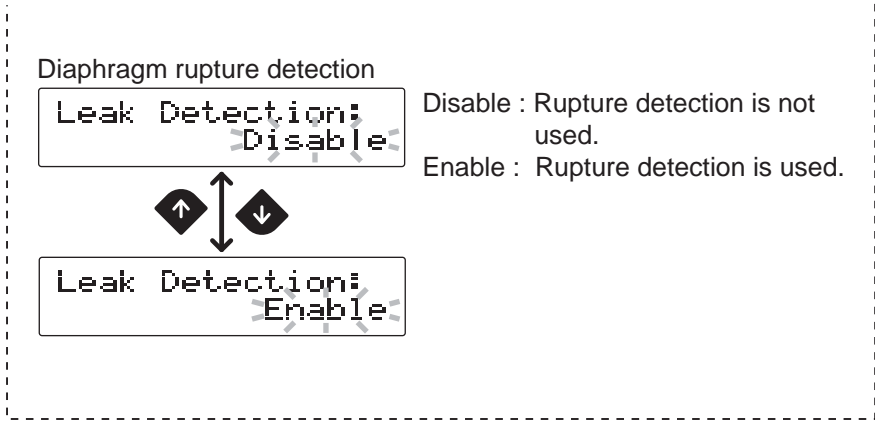 Diaphragm rupture detection
Leak Detection:
Disable
Disable : Rupture detection is not
used.
Enable :  Rupture detection is used.
Leak Detection:
Enable